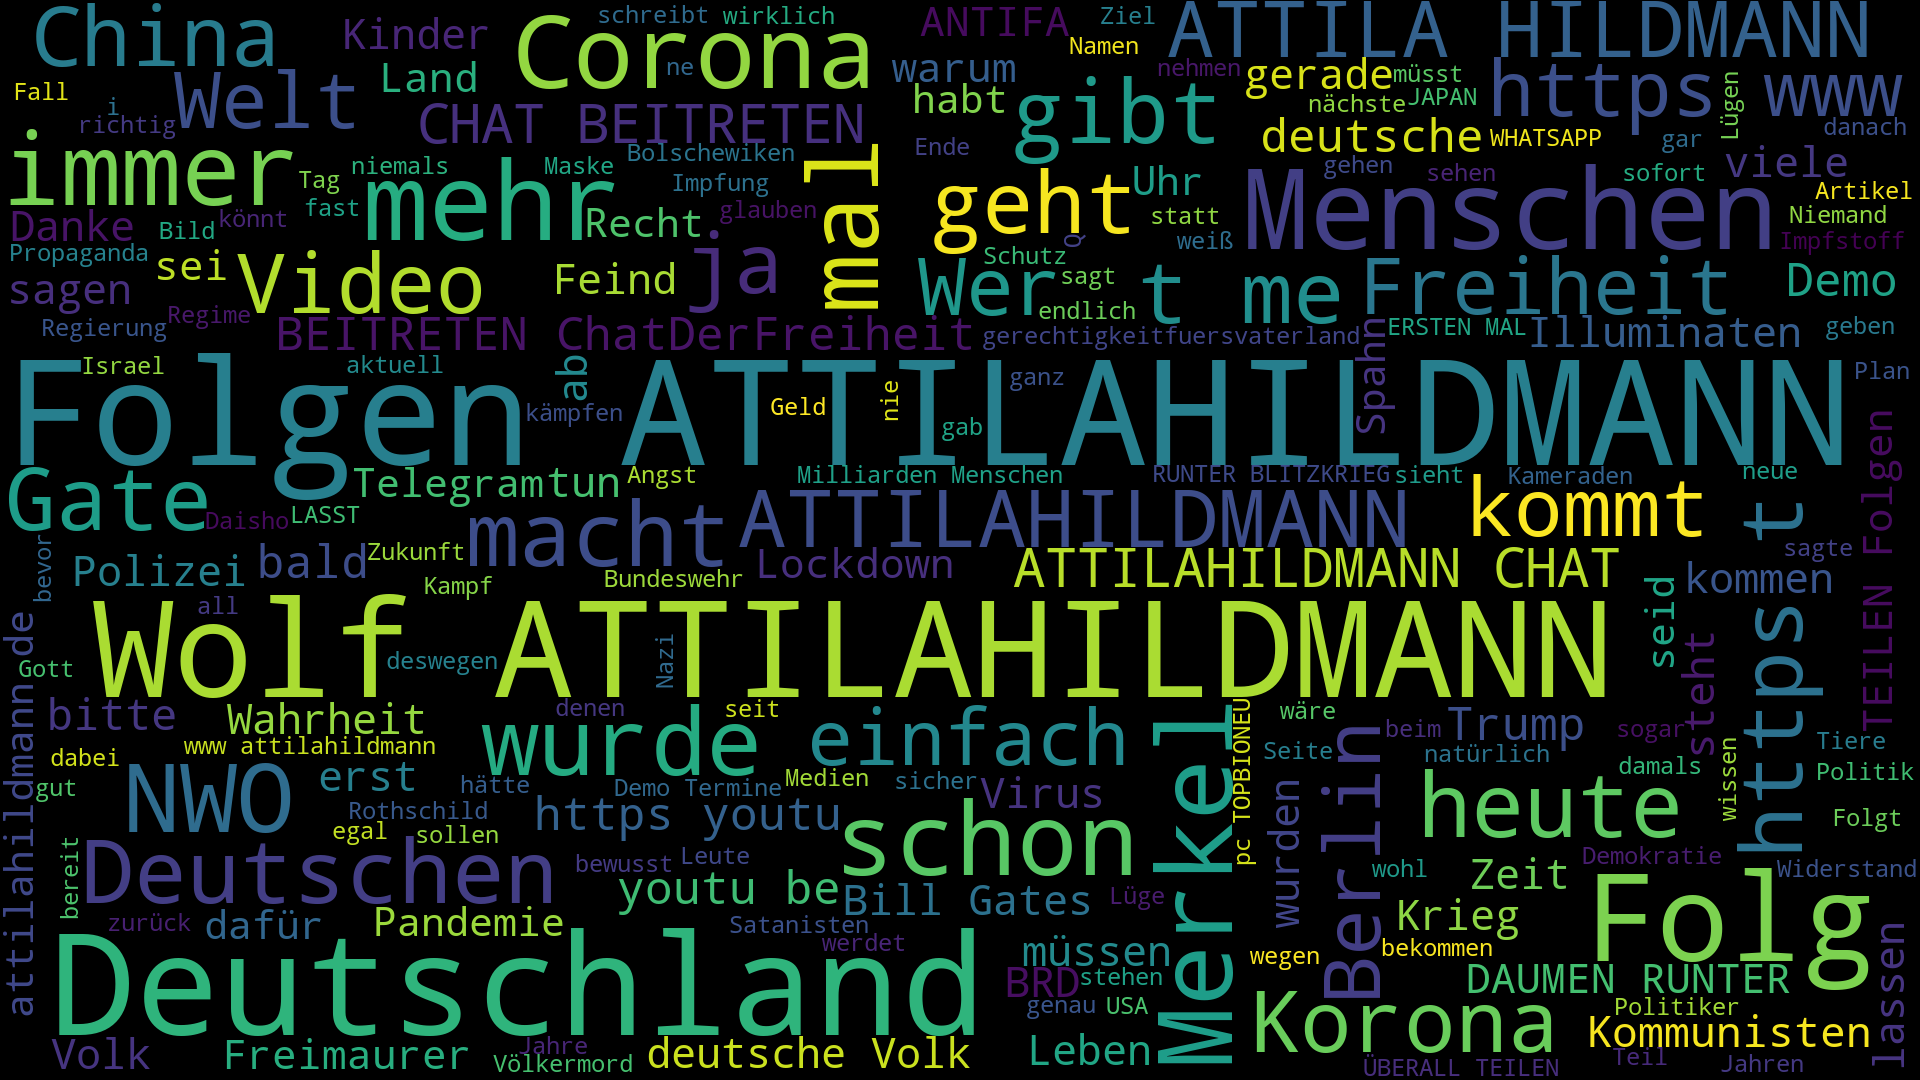 China
Kinder
Corona
schreibt
wirklich
ne
ANTIFA
Ziel
Namen
ATTILA HILDMANN
Fall
i
richtig
Welt
Land
CHAT BEITRETEN
warum
habt
gibt
nehmen
gerade
müsst
nächste
JAPAN
https www
Lügen
danach
immer
Tag
niemals
mehr
fast
Maske
Bolschewiken
Impfung
glauben
mal
Ende
geht
Uhr
deutsche
WHATSAPP
gar
gehen
sehen
sofort
viele
Artikel
Niemand
Impfstoff
Danke
Bild
könnt
Propaganda
sei
Recht
ja
statt
weiß
Q
Menschen
sagen
Video
Feind
Schutz
sagt
endlich
Wer
t me
Freiheit
Demo
Regierung
Regime
BEITRETEN ChatDerFreiheit
gerechtigkeitfuersvaterland
ERSTEN MAL
Illuminaten
geben
Israel
aktuell
ab
ganz
Spahn
Plan
Folgen ATTILAHILDMANN
kämpfen
Geld
nie
gab
Gate
Telegramtun
Angst
Milliarden Menschen
RUNTER BLITZKRIEG
sieht
Kameraden
neue
TEILEN Folgen
Daisho
LASST
macht
ATTILAHILDMANN
kommt
https t
bevor
Polizei
bald
Zukunft
Kampf
Bundeswehr
Lockdown
ATTILAHILDMANN CHAT
seid
kommen
sagte
all
Wolf ATTILAHILDMANN
Gott
deswegen
Nazi
steht
attilahildmann de
bitte
Wahrheit
denen
seit
wurde
einfach
Merkel
pc TOPBIONEU
wäre
Seite
Berlin
beim
Trump
natürlich
sogar
damals
wissen
Tiere
Politik
dabei
www attilahildmann
gut
NWO
erst
hätte
Rothschild
egal
sollen
Demo Termine
Medien
sicher
Virus
https youtu
schon
wurden
heute
Folgt
Deutschen
bereit
bewusst
Leute
youtu be
Bill Gates
Lüge
wohl
Zeit
Demokratie
Widerstand
zurück
dafür
Pandemie
Satanisten
werdet
müssen
wegen
Krieg
bekommen
Folg
lassen
Deutschland
BRD
stehen
genau
USA
DAUMEN RUNTER
Korona
Politiker
Kommunisten
Volk
Freimaurer
Jahre
Völkermord
deutsche Volk
Leben
ÜBERALL TEILEN
Teil
Jahren